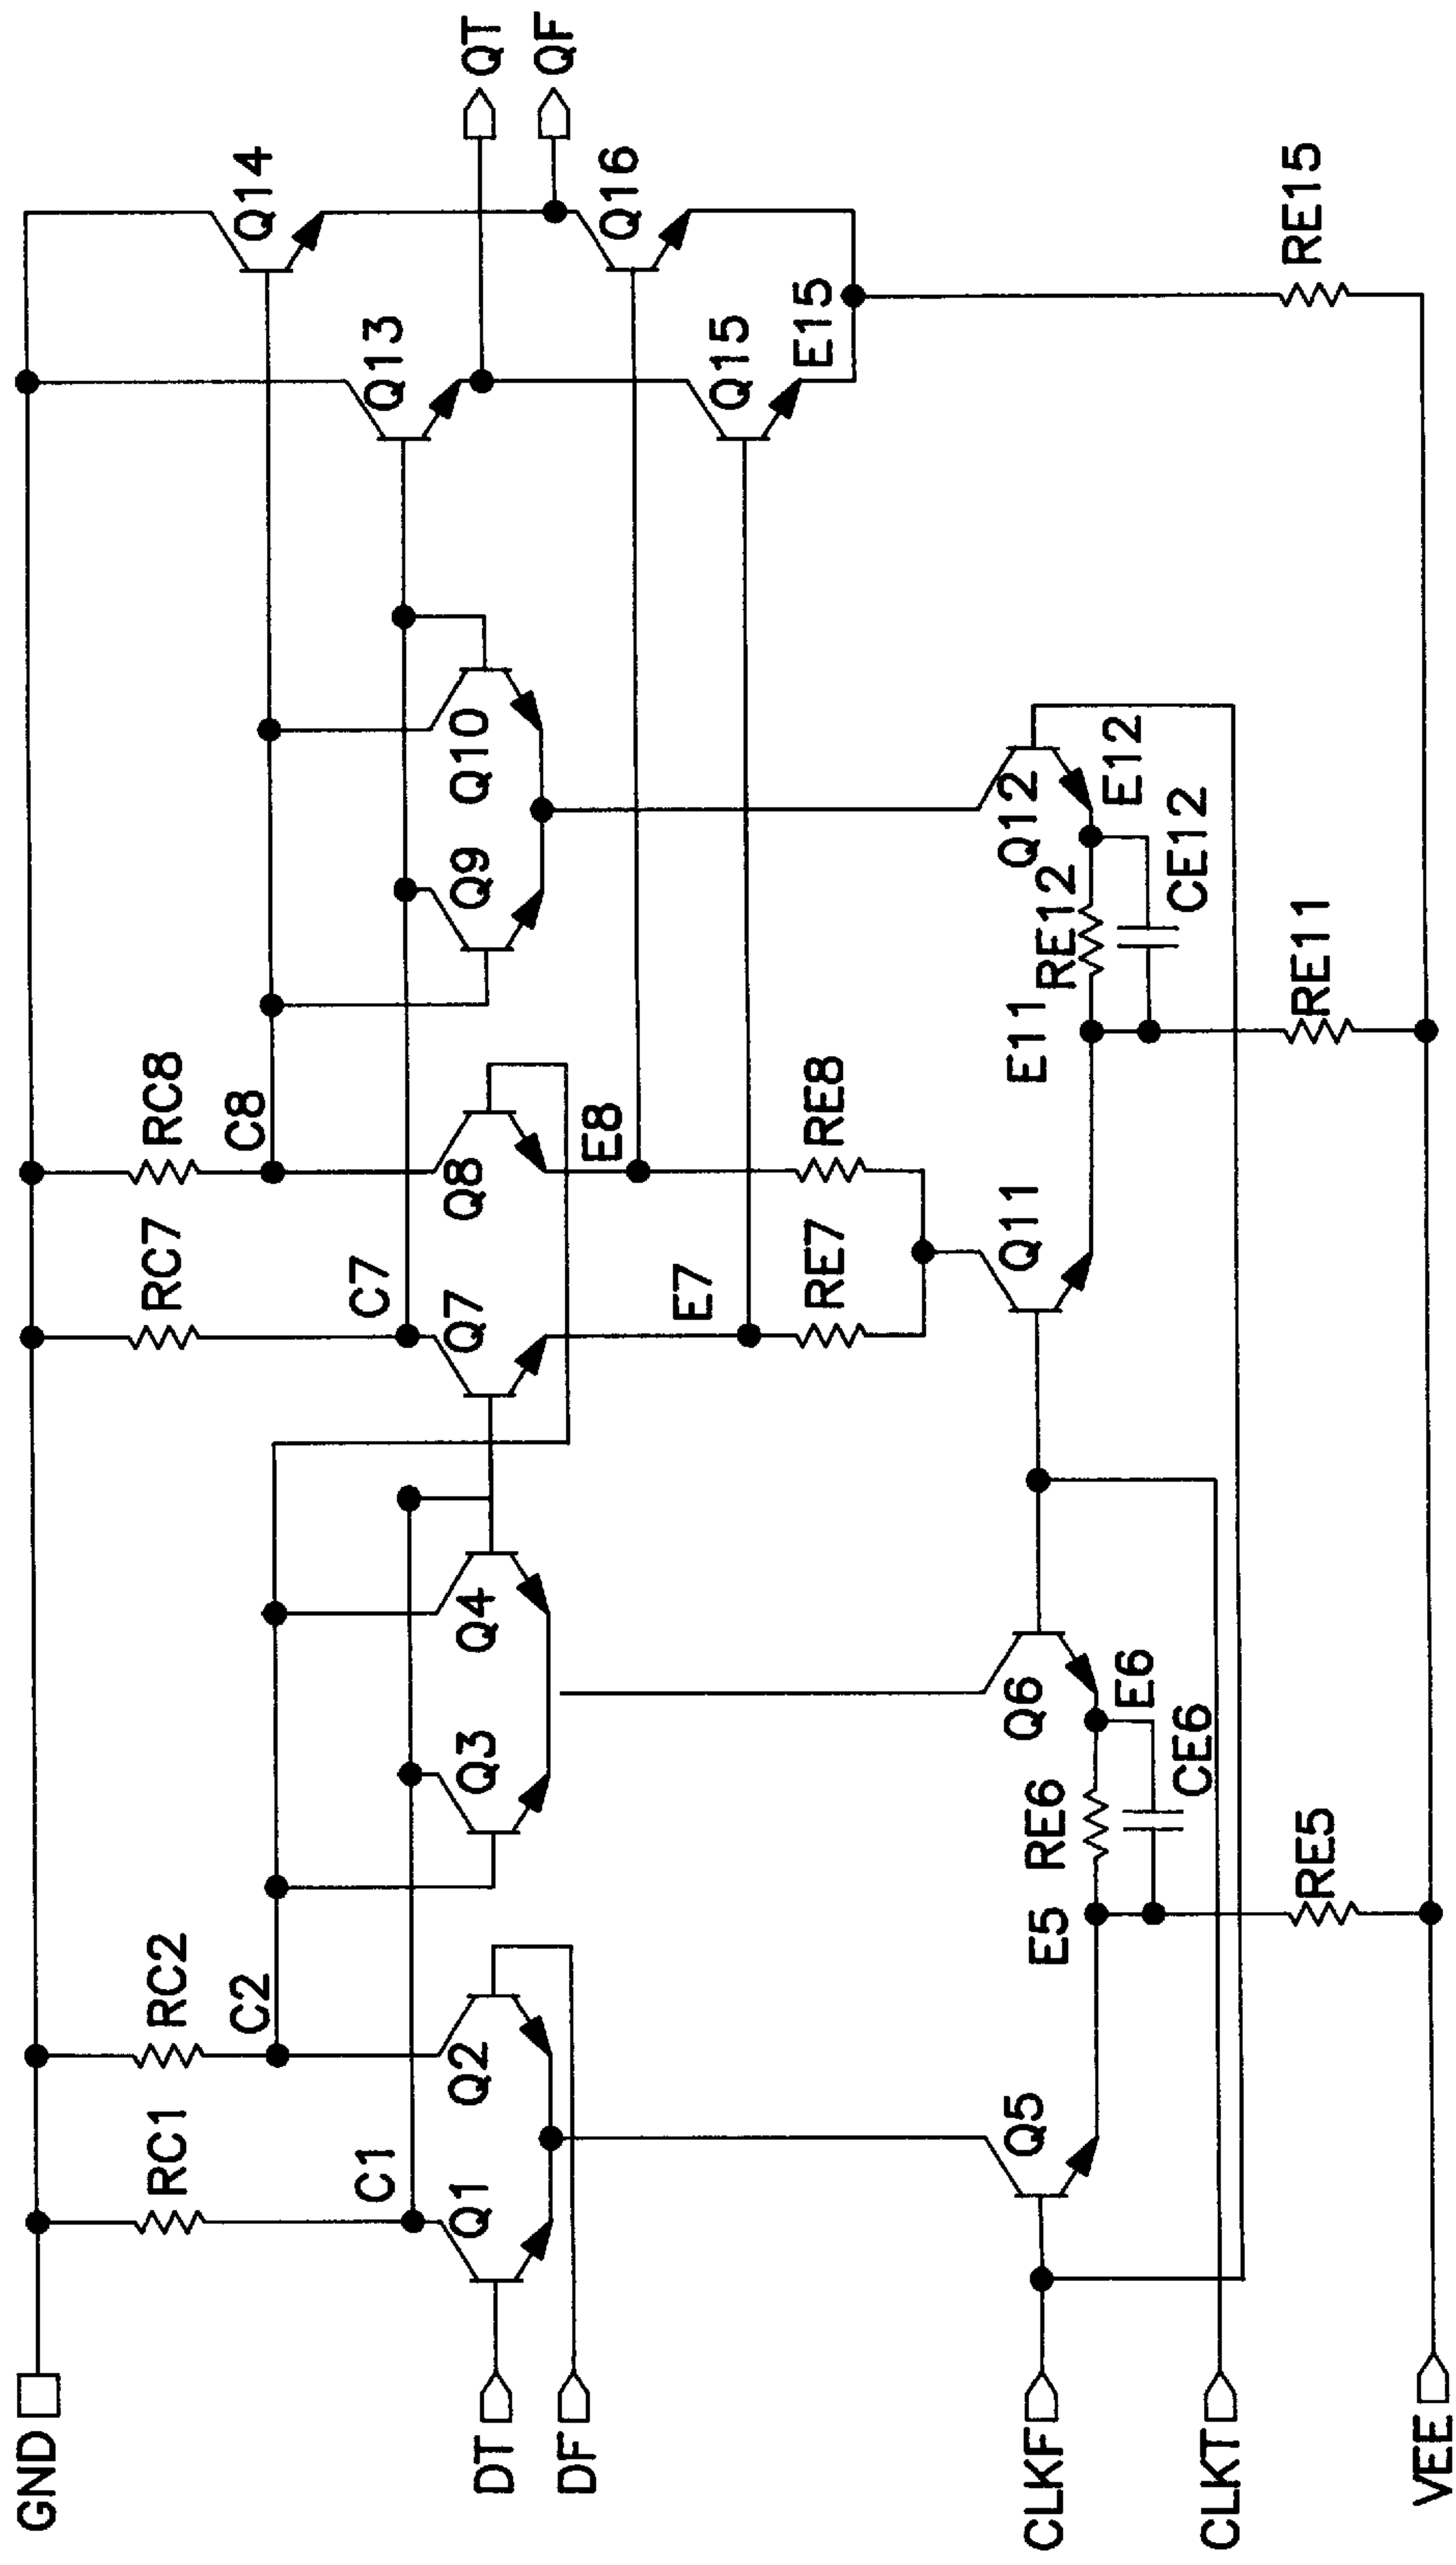 GND
DT
DF
CLKF
CLKT
VEE
RC1
C1
Q1
RC2
C2
Q2
Q5
E5
RE5
RE6
CE6
E6
Q6
Q3
Q4
RC7
C7
Q7
E7
RE7
RC8
C8
Q8
E8
RE8
Q11
E11
RE11
RE12
CE12
E12
Q12
Q9
Q10
Q13
Q14
Q15
E15
Q16
RE15
QT
QF